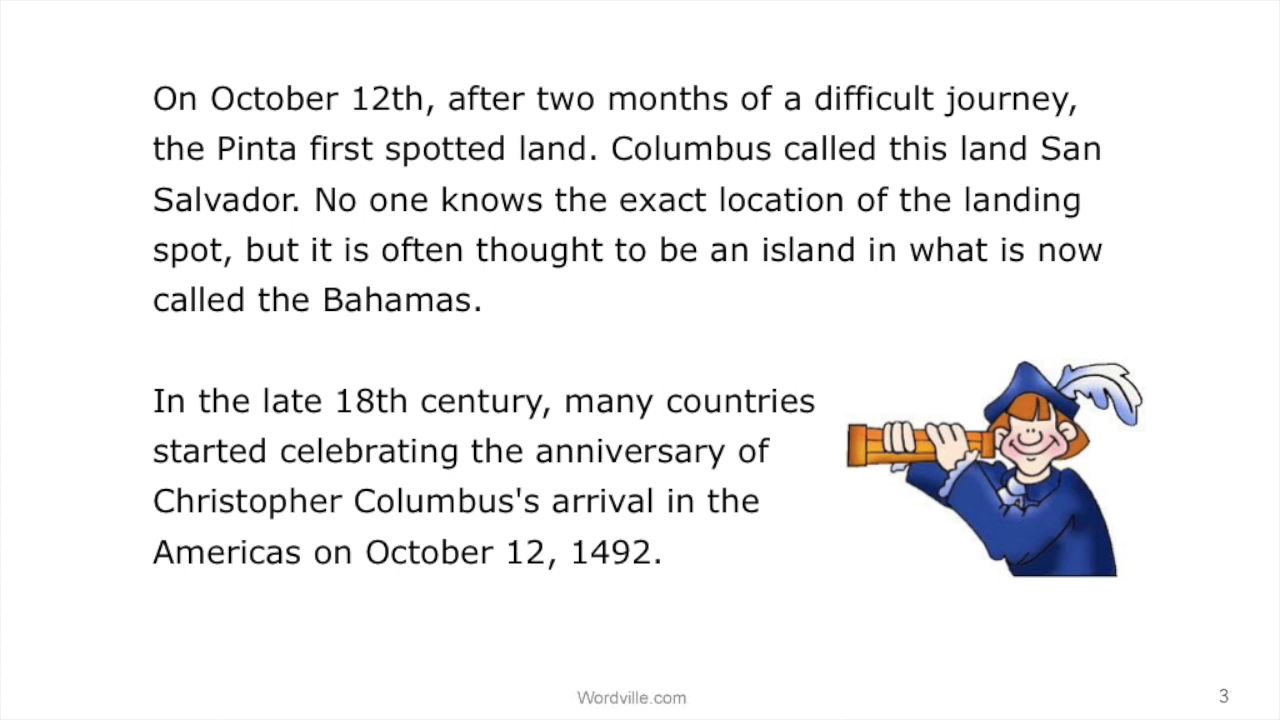 On October 12th, after two months of a difficult journey,
the Pinta first spotted land. Columbus called this land San
Salvador. No one knows the exact location of the landing
spot, but it is often thought to be an island in what is now
called the Bahamas.
In the late 18th century, many countries
started celebrating the anniversary of
Christopher Columbus's arrival in the
Americas on October 12, 1492.
Wordville.com
3